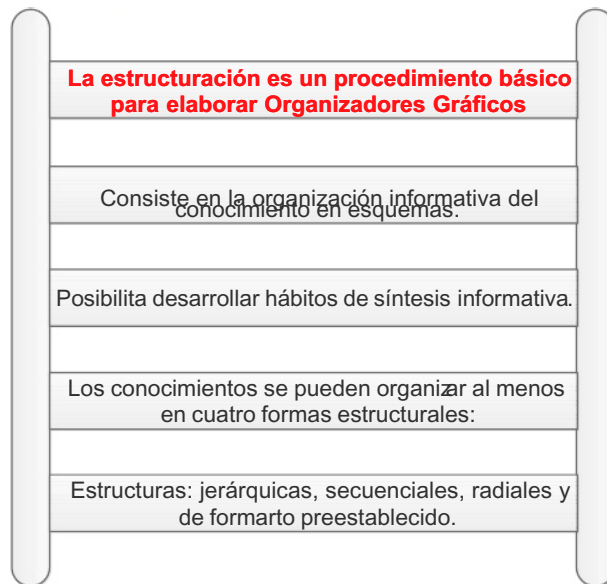 La estructuración es un procedimiento básico
para elaborar Organizadores Gráficos
Consiste en la organización informativa del
conocimiento en esquemas.
Posibilita desarrollar hábitos de síntesis informativa.
Los conocimientos se pueden organizar al menos
en cuatro formas estructurales:
Estructuras: jerárquicas, secuenciales, radiales y
de formarto preestablecido.